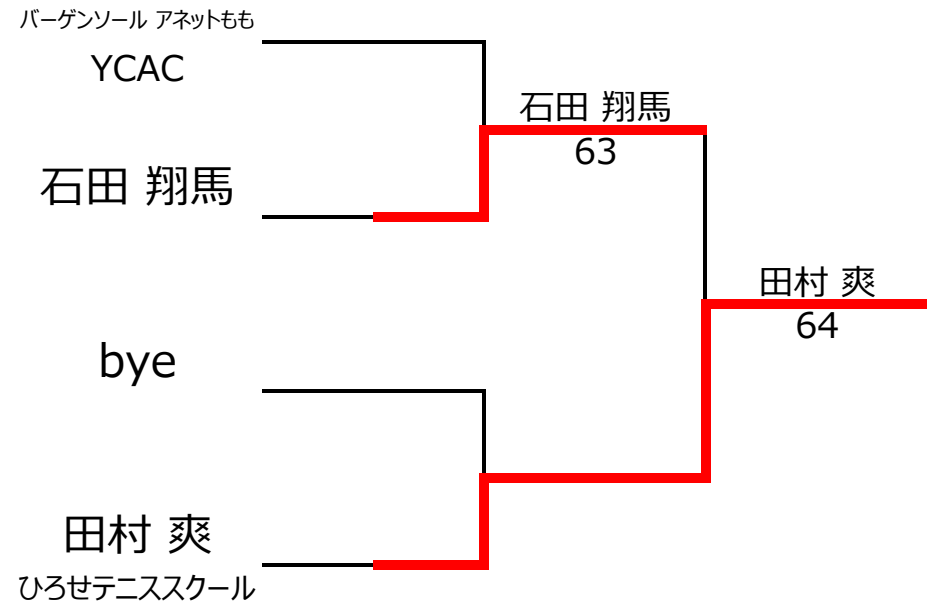 バーゲンソール アネットもも
YCAC
石田 翔馬
63
石田 翔馬
田村 爽
64
bye
田村 爽
ひろせテニススクール